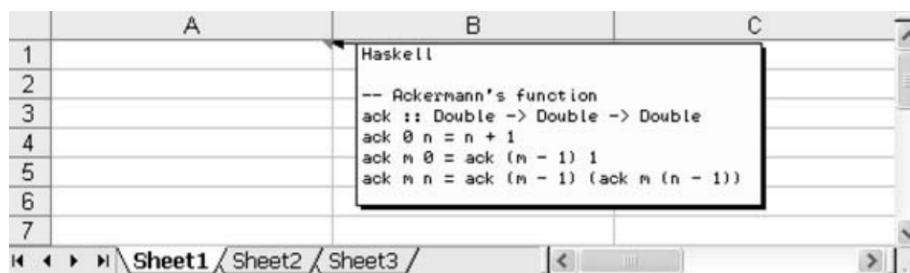 A B C
1
Haskell
2
-- Ackermann's function
3
ack :: Double -> Double -> Double
4
ack 0 n = n + 1
ack m 0 = ack (m - 1) 1
5
ack m n = ack (m - 1) (ack m (n - 1))
6
7
Sheet1 / Sheet2 / Sheet3 /